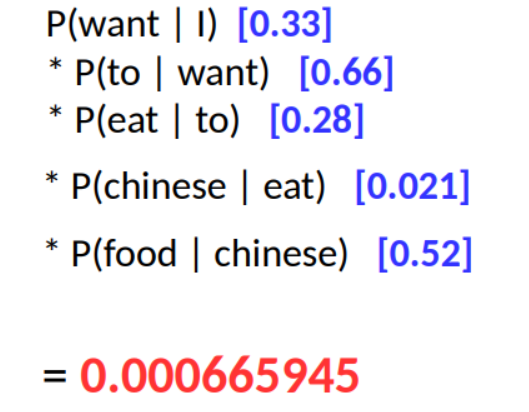 P(want | I) [0.33]
* P(to | want) [0.66]
* P(eat | to) [0.28]
* P(chinese | eat) [0.021]
* P(food | chinese) [0.52]
= 0.000665945